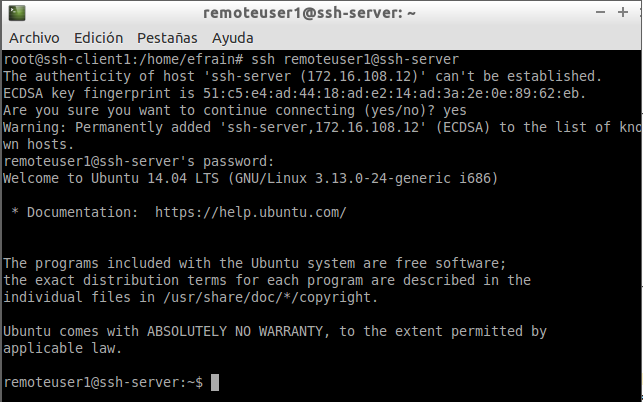 remoteuser1@ssh-server: ~
Archivo Edición Pestañas Ayuda
root@ssh-client1:/home/efrain# ssh remoteuser1@ssh-server
The authenticity of host 'ssh-server (172.16.108.12)' can't be established.
ECDSA key fingerprint is 51:c5:e4:ad:44:18:ad:e2:14:ad:3a:2e:0e:89:62:eb.
Are you sure you want to continue connecting (yes/no)? yes
Warning: Permanently added 'ssh-server,172.16.108.12' (ECDSA) to the list of kno
wn hosts.
remoteuser1@ssh-server's password:
Welcome to Ubuntu 14.04 LTS (GNU/Linux 3.13.0-24-generic i686)
* Documentation:  https://help.ubuntu.com/
The programs included with the Ubuntu system are free software;
the exact distribution terms for each program are described in the
individual files in /usr/share/doc/*/copyright.
Ubuntu comes with ABSOLUTELY NO WARRANTY, to the extent permitted by
applicable law.
remoteuser1@ssh-server:~$